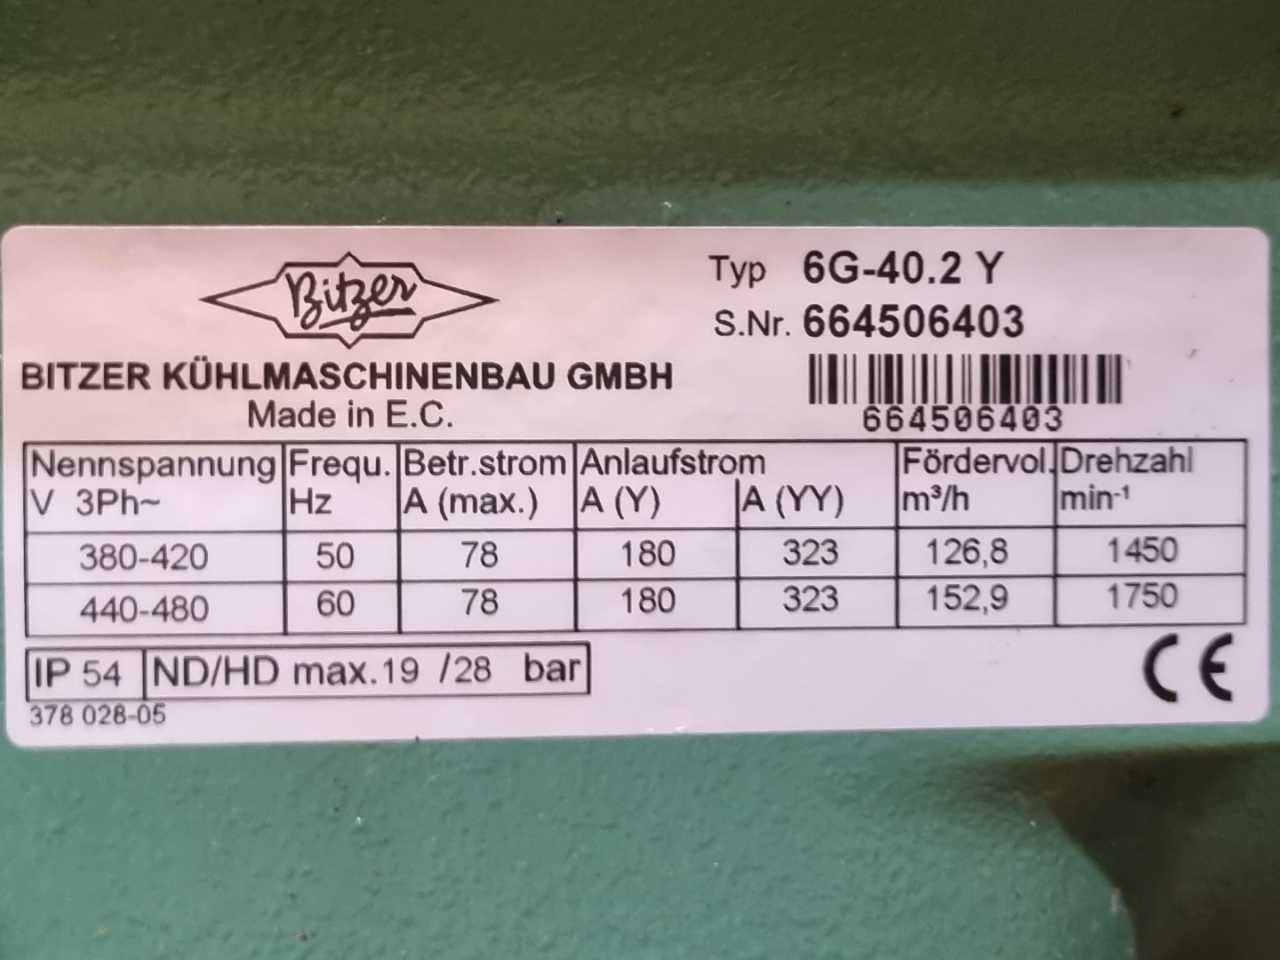 Bitzer
Typ 6G-40.2 Y
S.Nr. 664506403
BITZER KÜHLMASCHINENBAU GMBH
Made in E.C.
664506403
Nennspannung Frequ. Betr.strom Anlaufstrom Fördervol. Drehzahl
V 3Ph~ Hz A (max.) A (Y) A (YY) m³/h min⁻¹
380-420 50 78 180 323 126,8 1450
440-480 60 78 180 323 152,9 1750
IP 54 ND/HD max.19 /28 bar
CE
378 028-05